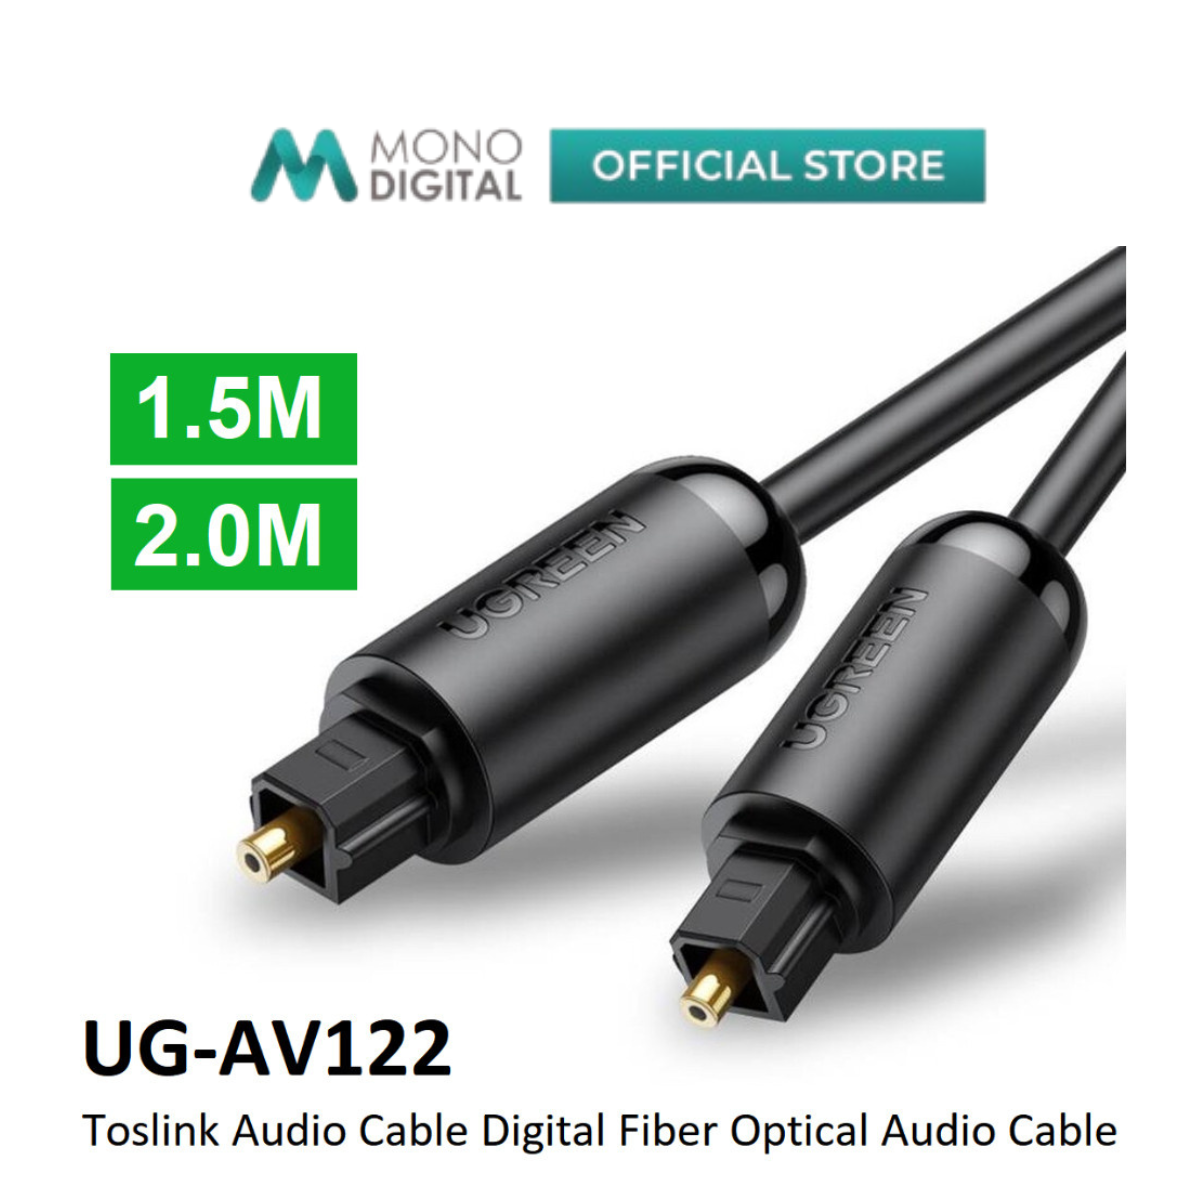 MONO
DIGITAL
OFFICIAL STORE
1.5M
2.0M
UGREEN
UGREEN
UG-AV122
Toslink Audio Cable Digital Fiber Optical Audio Cable